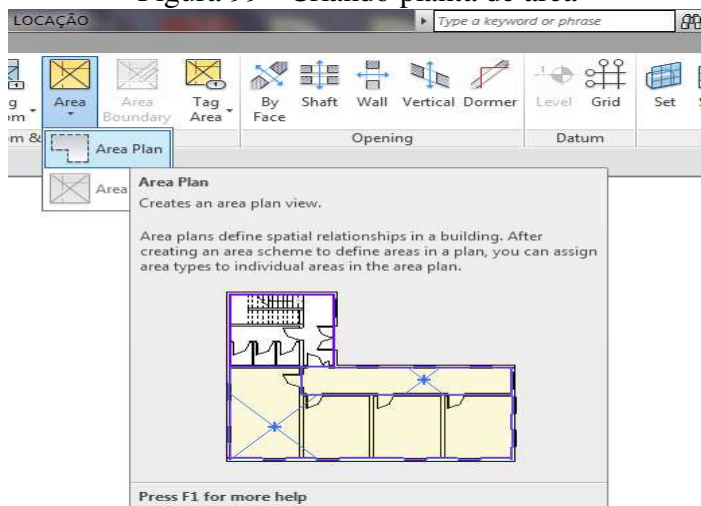 Figura 99 – Criando planta de área
LOCAÇÃO
Type a keyword or phrase
Area
Area Boundary
Tag Area
By Face
Shaft
Wall
Vertical
Dormer
Level
Grid
Set
Opening
Datum
Area Plan
Area
Area Plan
Creates an area plan view.
Area plans define spatial relationships in a building. After
creating an area scheme to define areas in a plan, you can assign
area types to individual areas in the area plan.
Press F1 for more help